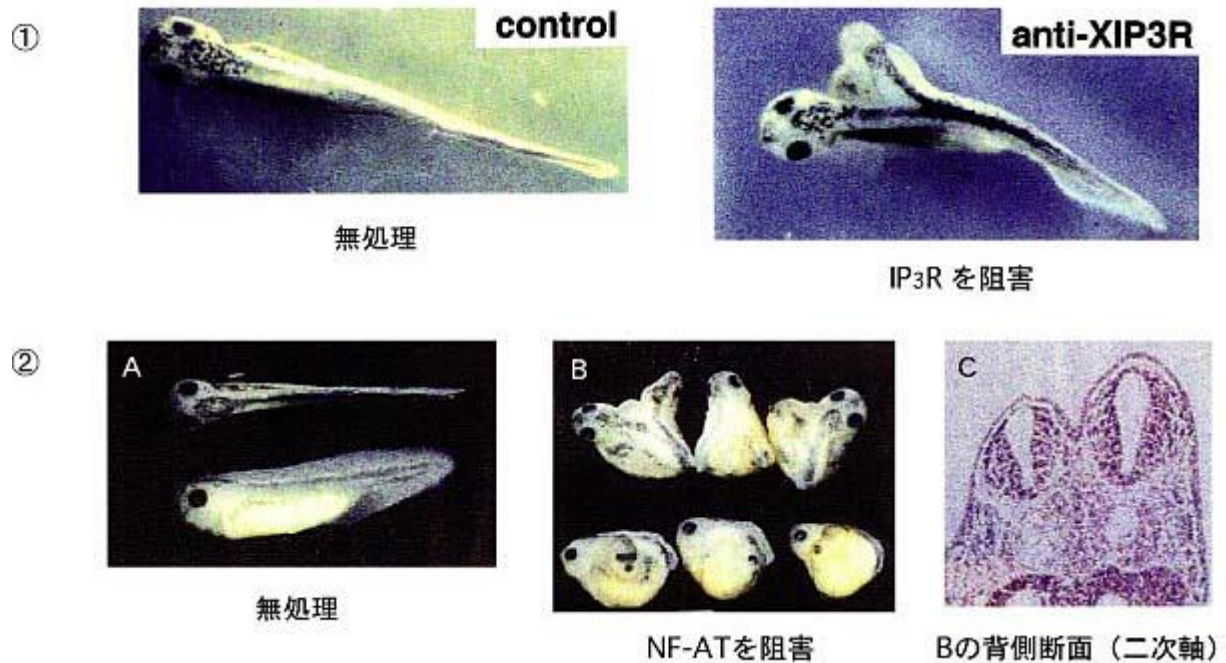 ①
control
anti-XIP3R
無処理
IP3R を阻害
②
A
B
C
無処理
NF-ATを阻害
Bの背側断面（二次軸）